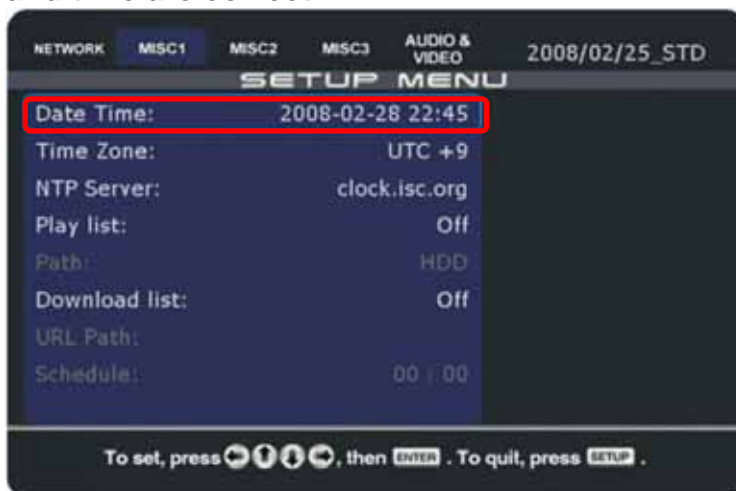 NETWORK MISC1 MISC2 MISC3 AUDIO & VIDEO 2008/02/25_STD
SETUP MENU
Date Time: 2008-02-28 22:45
Time Zone: UTC +9
NTP Server: clock.isc.org
Play list: Off
Path: HDD
Download list: Off
URL Path:
Schedule: 00 : 00
To set, press , then ENTER . To quit, press SETUP .